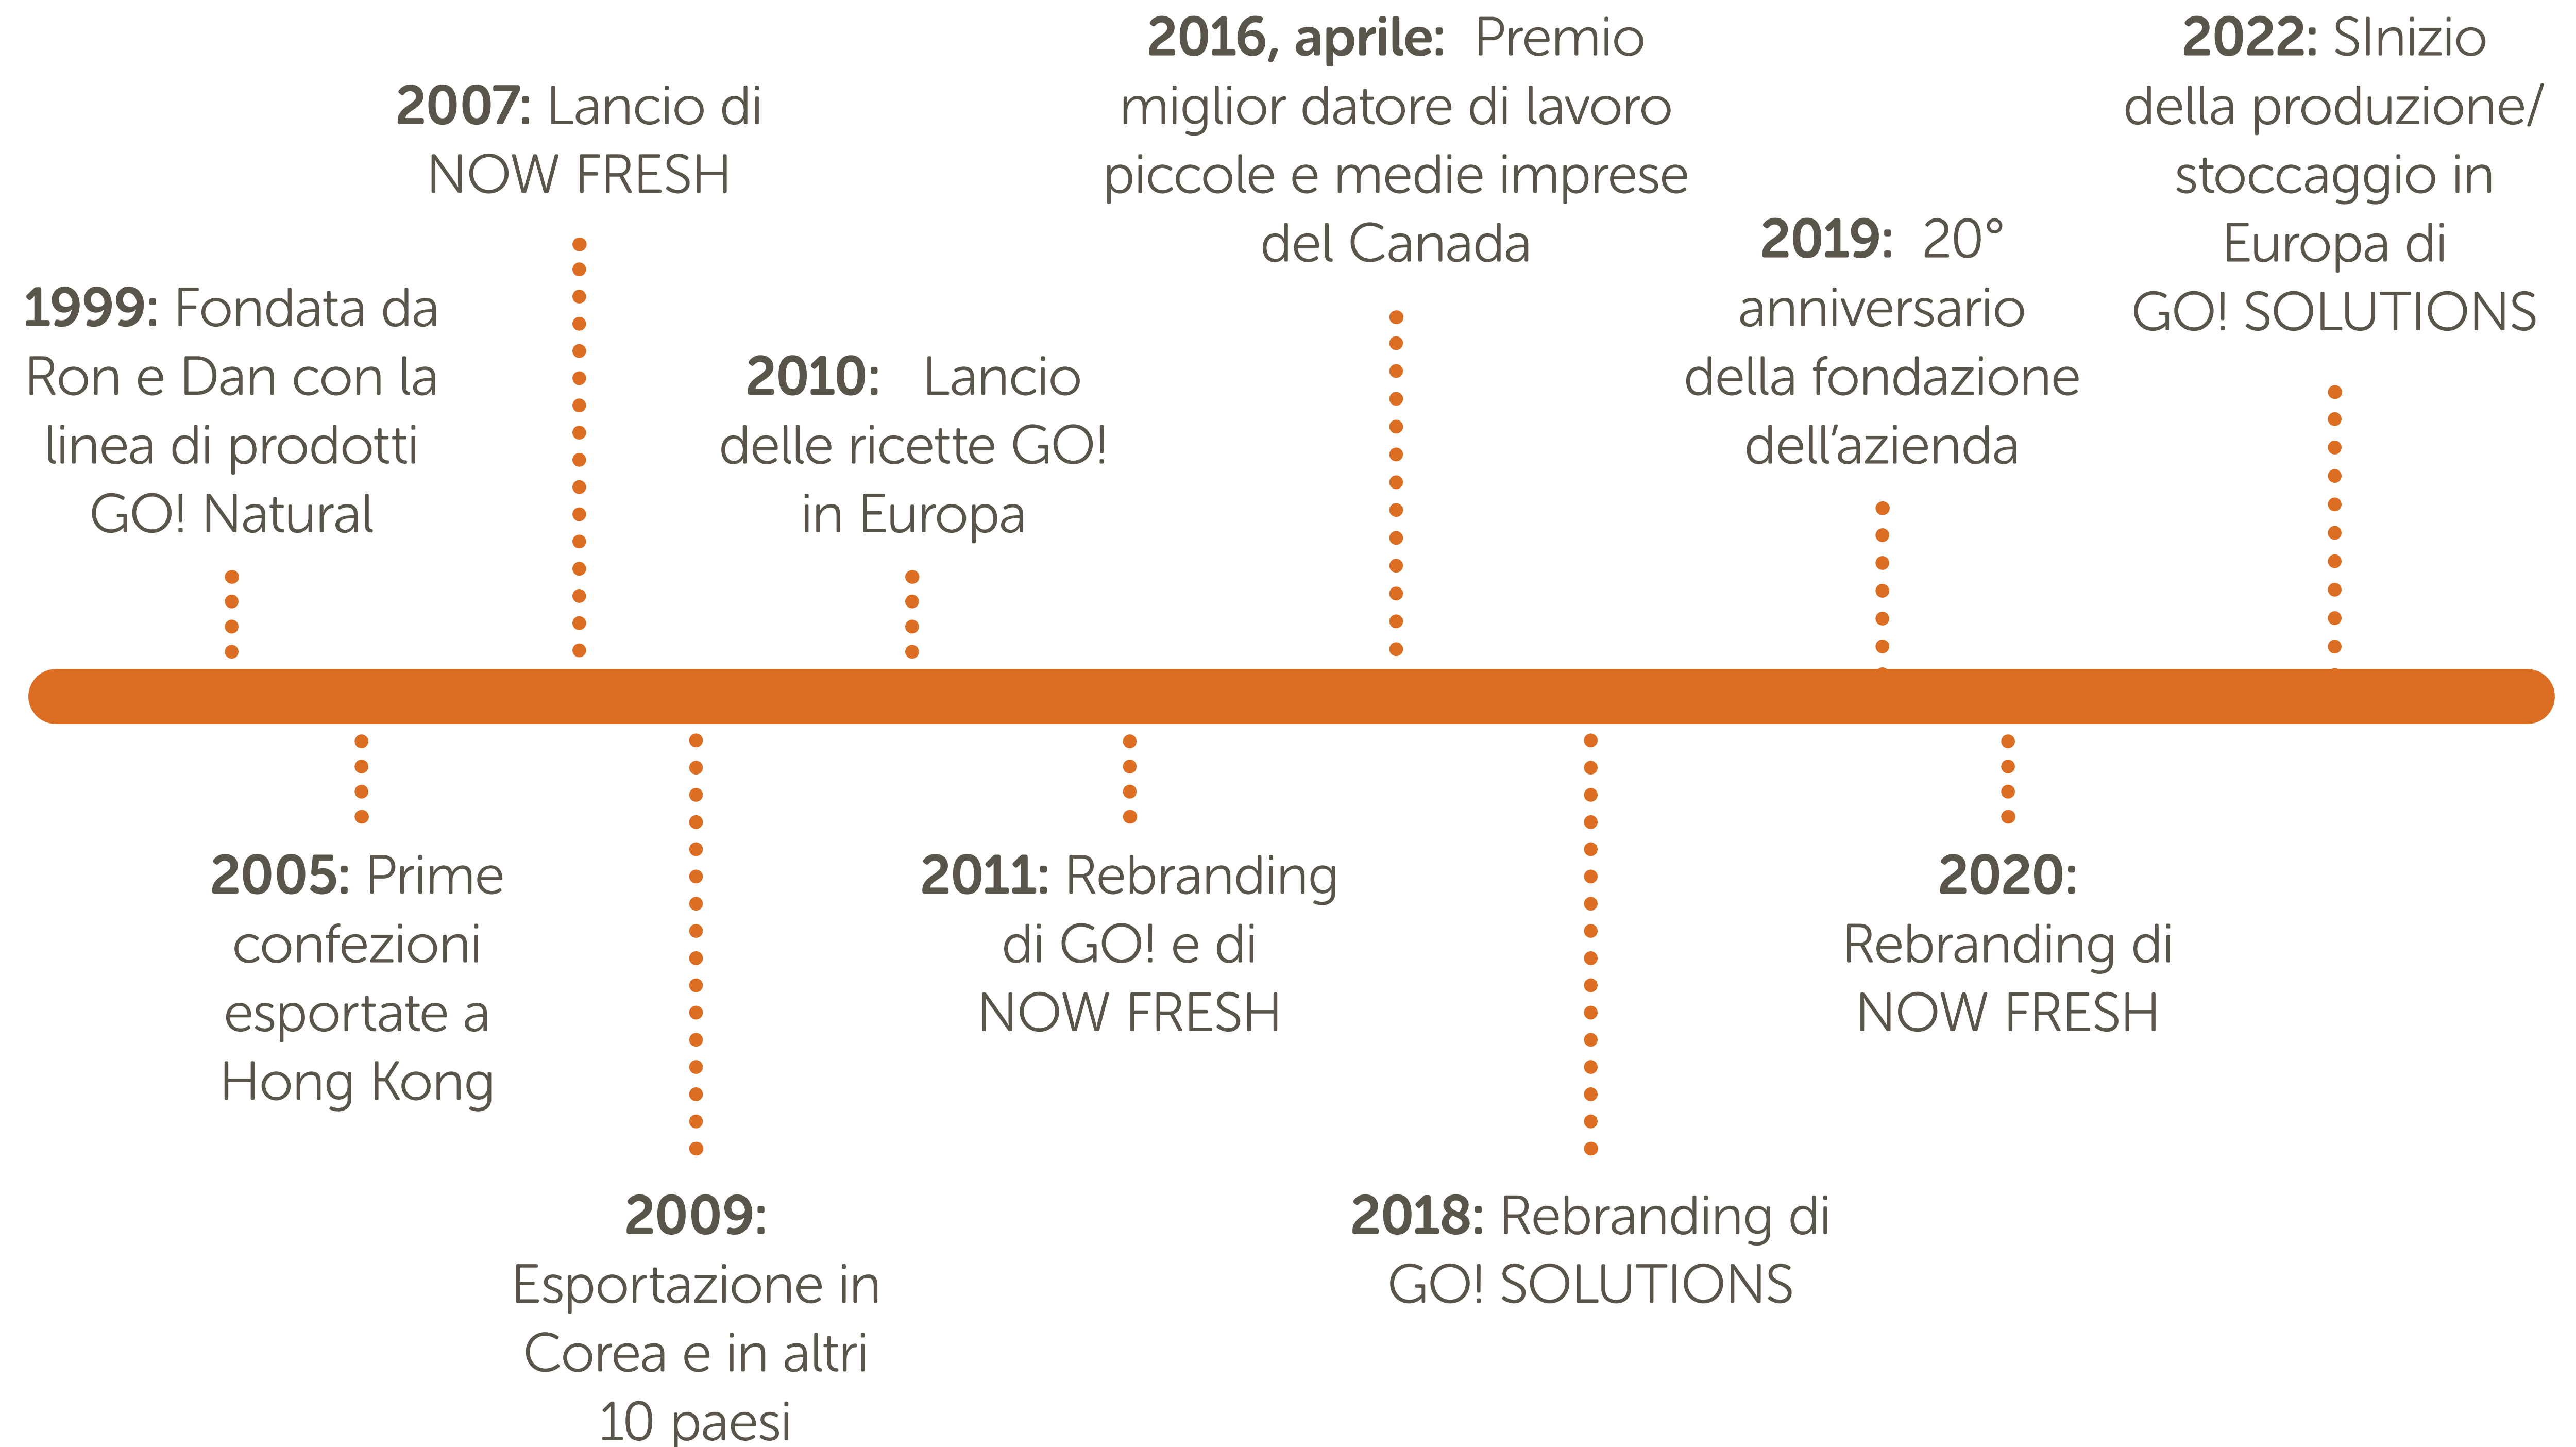 1999: Fondata da
Ron e Dan con la
linea di prodotti
GO! Natural
2005: Prime
confezioni
esportate a
Hong Kong
2007: Lancio di
NOW FRESH
2009:
Esportazione in
Corea e in altri
10 paesi
2010: Lancio
delle ricette GO!
in Europa
2011: Rebranding
di GO! e di
NOW FRESH
2016, aprile: Premio
miglior datore di lavoro
piccole e medie imprese
del Canada
2018: Rebranding di
GO! SOLUTIONS
2019: 20°
anniversario
della fondazione
dell’azienda
2020:
Rebranding di
NOW FRESH
2022: SInizio
della produzione/
stoccaggio in
Europa di
GO! SOLUTIONS